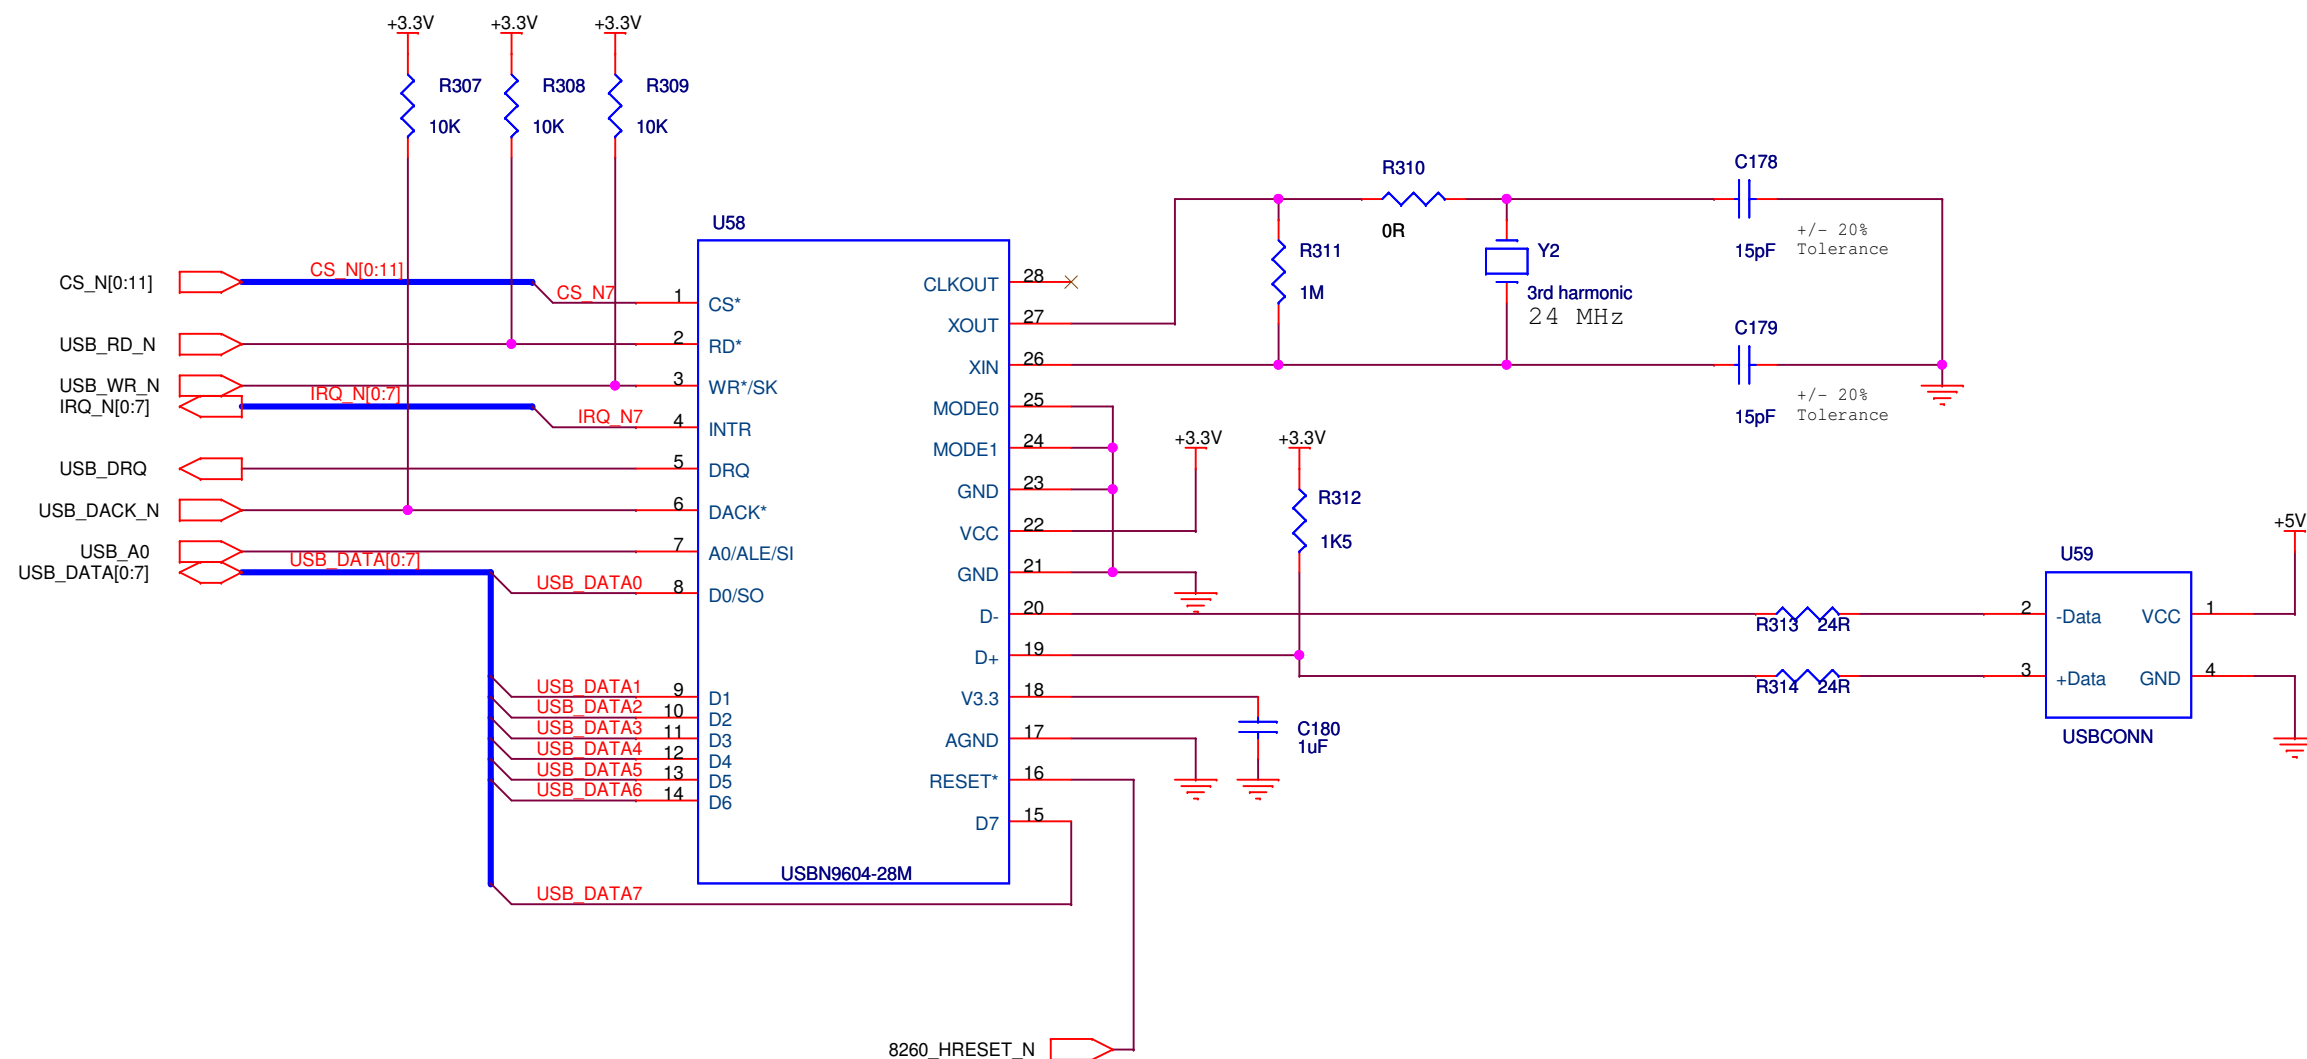 +3.3V +3.3V +3.3V
R307 R308 R309
10K 10K 10K
C178
R310
U58
0R
+/- 20%
15pF Tolerance
R311 Y2
1M
3rd harmonic
24 MHz
C179
+/- 20%
15pF Tolerance
CS_N[0:11] CS_N[0:11] CS_N7 1 CS*
USB_RD_N 2 RD*
USB_WR_N 3 WR*/SK
IRQ_N[0:7] IRQ_N[0:7] IRQ_N7 4 INTR
USB_DRQ 5 DRQ
USB_DACK_N 6 DACK*
USB_A0 7 A0/ALE/SI
USB_DATA[0:7] USB_DATA[0:7] USB_DATA0 8 D0/SO
USB_DATA1 9 D1
USB_DATA2 10 D2
USB_DATA3 11 D3
USB_DATA4 12 D4
USB_DATA5 13 D5
USB_DATA6 14 D6
CLKOUT 28
XOUT 27
XIN 26
MODE0 25
MODE1 24
GND 23
VCC 22
GND 21
D- 20
D+ 19
V3.3 18
AGND 17
RESET* 16
D7 15
USBN9604-28M
USB_DATA7
+3.3V +3.3V
R312
1K5
C180
1uF
R313 24R
R314 24R
+5V
U59
2 -Data VCC 1
3 +Data GND 4
USBCONN
8260_HRESET_N